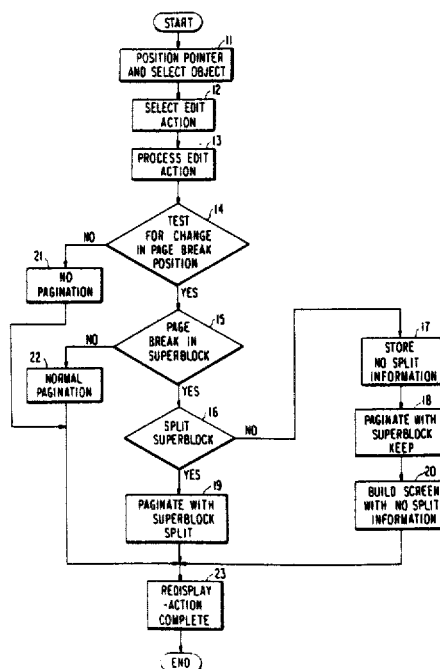 START
11
POSITION POINTER
AND SELECT OBJECT
12
SELECT EDIT
ACTION
13
PROCESS EDIT
ACTION
14
TEST
FOR CHANGE
IN PAGE BREAK
POSITION
NO
21
NO
PAGINATION
YES
15
PAGE
BREAK IN
SUPERBLOCK
NO
22
NORMAL
PAGINATION
YES
16
SPLIT
SUPERBLOCK
NO
17
STORE
NO SPLIT
INFORMATION
18
PAGINATE WITH
SUPERBLOCK
KEEP
YES
19
PAGINATE WITH
SUPERBLOCK
SPLIT
20
BUILD SCREEN
WITH NO SPLIT
INFORMATION
23
REDISPLAY
-ACTION
COMPLETE
END